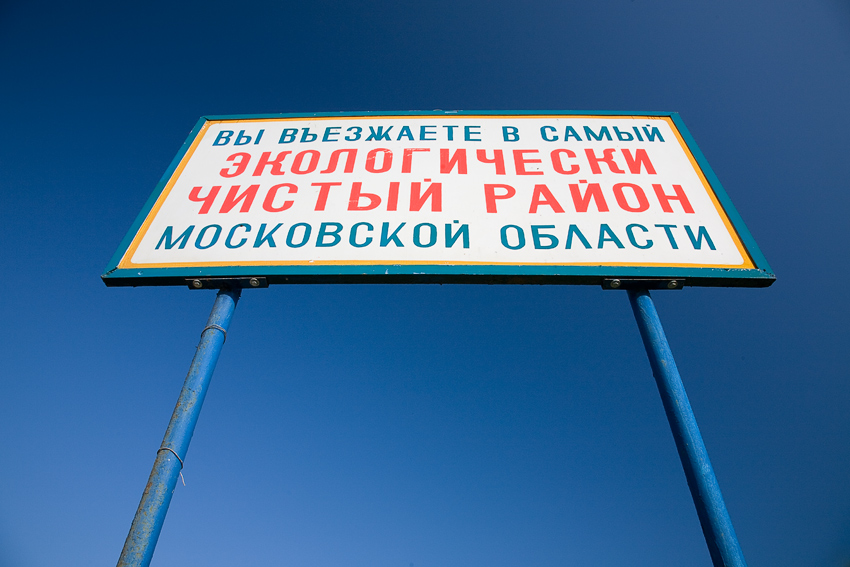 ВЫ ВЪЕЗЖАЕТЕ В САМЫЙ
ЭКОЛОГИЧЕСКИ
ЧИСТЫЙ РАЙОН
МОСКОВСКОЙ ОБЛАСТИ